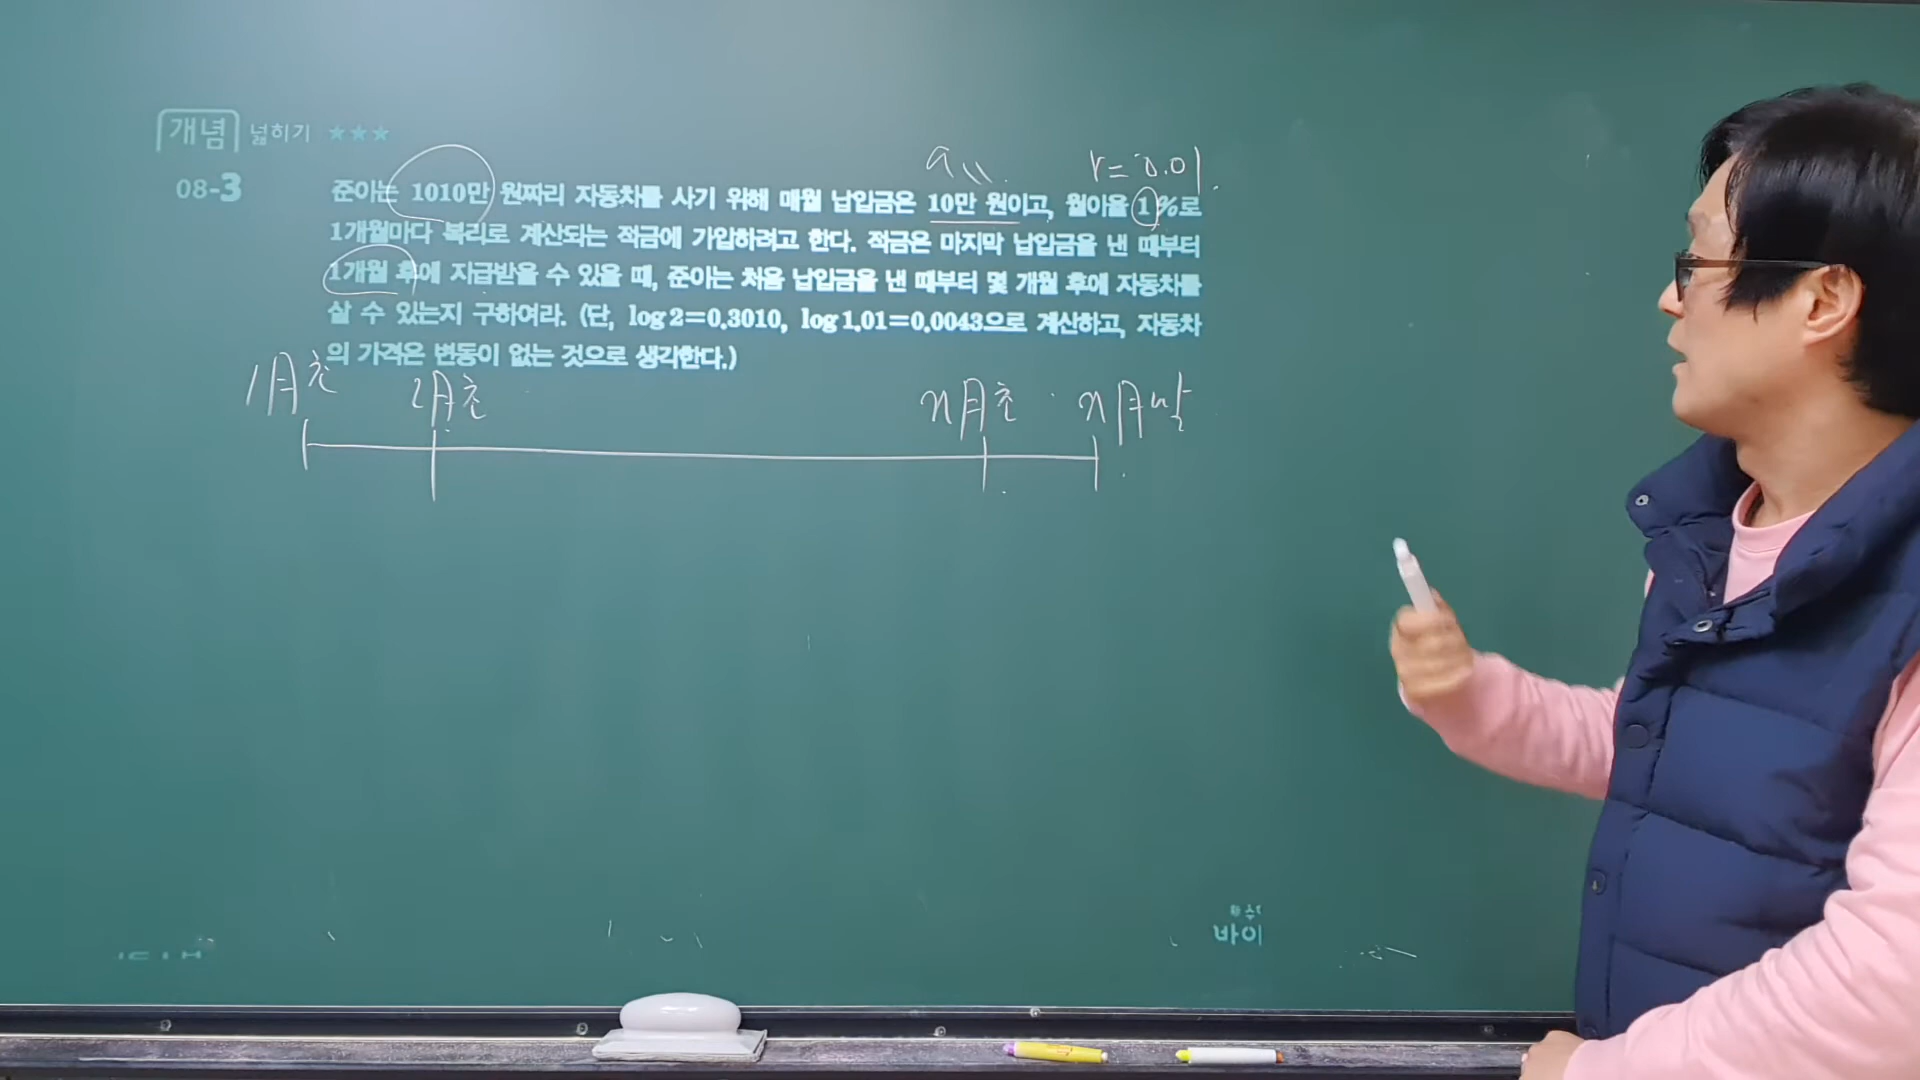 개념 넓히기 ★★★
a r=0.01
08-3 준이는 1010만 원짜리 자동차를 사기 위해 매월 납입금은 10만 원이고, 월이율 1%로
1개월마다 복리로 계산되는 적금에 가입하려고 한다. 적금은 마지막 납입금을 낸 때부터
1개월 후에 지급받을 수 있을 때, 준이는 처음 납입금을 낸 때부터 몇 개월 후에 자동차를
살 수 있는지 구하여라. (단, log 2=0.3010, log 1.01=0.0043으로 계산하고, 자동차
의 가격은 변동이 없는 것으로 생각한다.)
1月초 2月초 n月초 n月말
바이